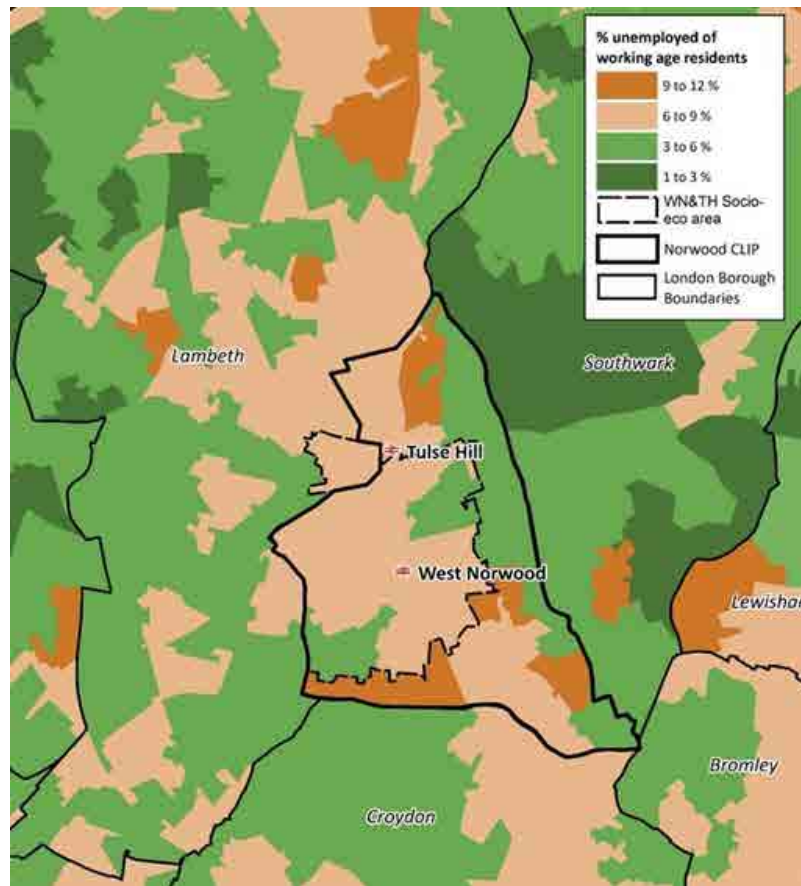 % unemployed of
working age residents
9 to 12 %
6 to 9 %
3 to 6 %
1 to 3 %
WN&TH Socio-
eco area
Norwood CLIP
London Borough
Boundaries
Lambeth
Southwark
Tulse Hill
West Norwood
Lewisha
Bromley
Croydon